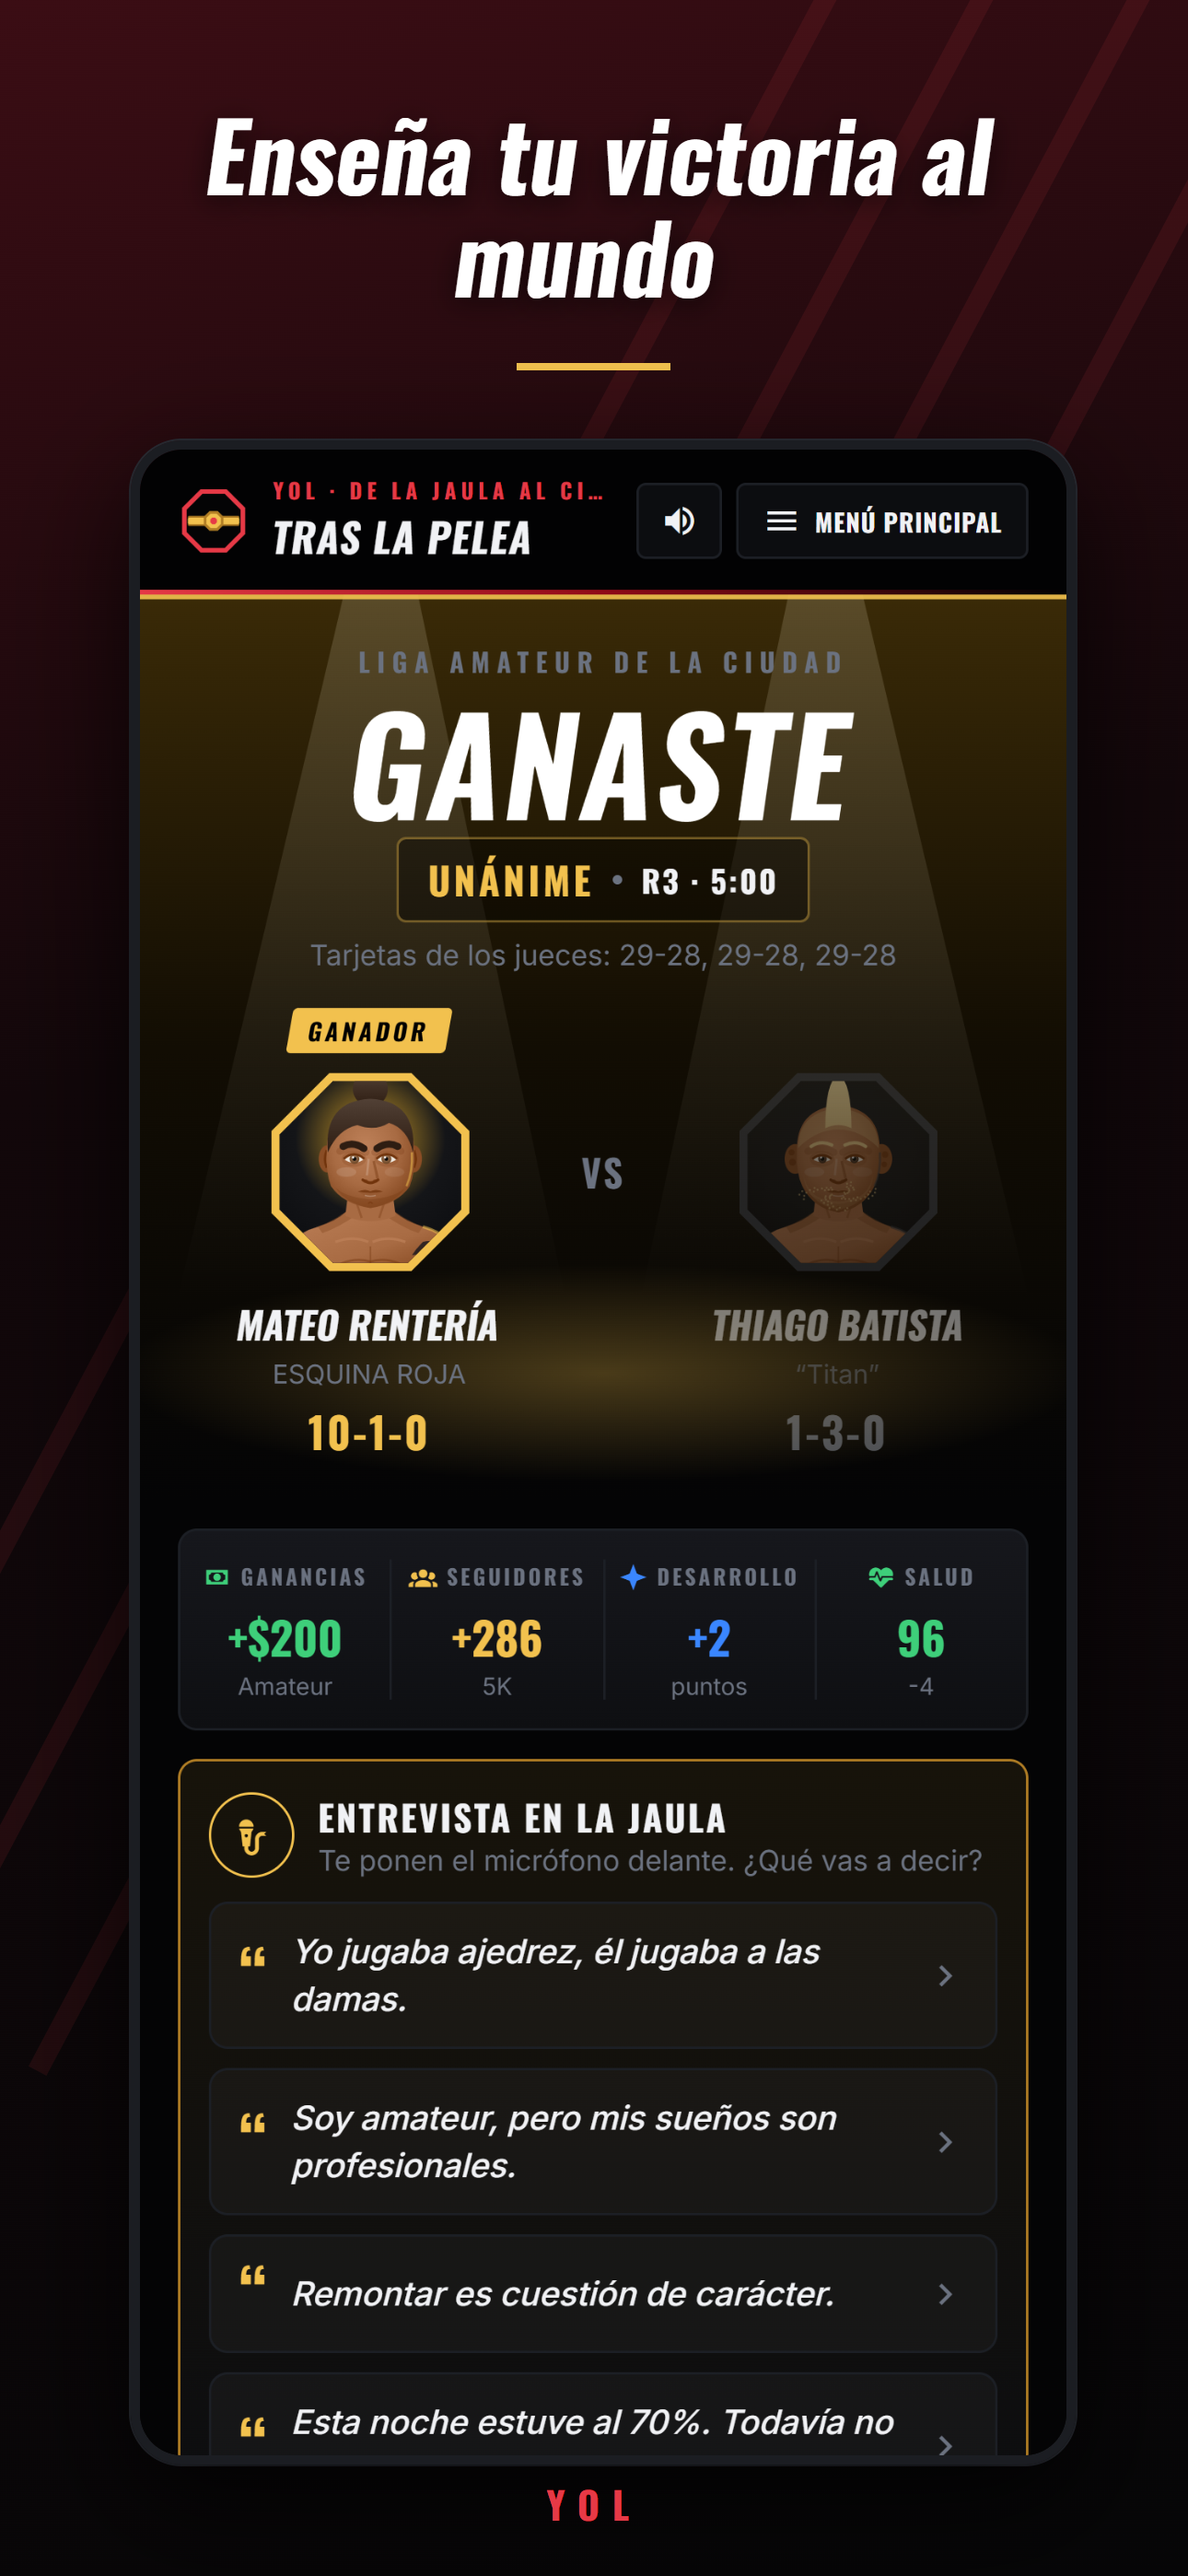 Enseña tu victoria al
mundo
YOL · DE LA JAULA AL CI…
TRAS LA PELEA
MENÚ PRINCIPAL
LIGA AMATEUR DE LA CIUDAD
GANASTE
UNÁNIME • R3 · 5:00
Tarjetas de los jueces: 29-28, 29-28, 29-28
GANADOR
VS
MATEO RENTERÍA
ESQUINA ROJA
10-1-0
THIAGO BATISTA
“Titan”
1-3-0
GANANCIAS
+$200
Amateur
SEGUIDORES
+286
5K
DESARROLLO
+2
puntos
SALUD
96
-4
ENTREVISTA EN LA JAULA
Te ponen el micrófono delante. ¿Qué vas a decir?
Yo jugaba ajedrez, él jugaba a las
damas.
Soy amateur, pero mis sueños son
profesionales.
Remontar es cuestión de carácter.
Esta noche estuve al 70%. Todavía no
YOL